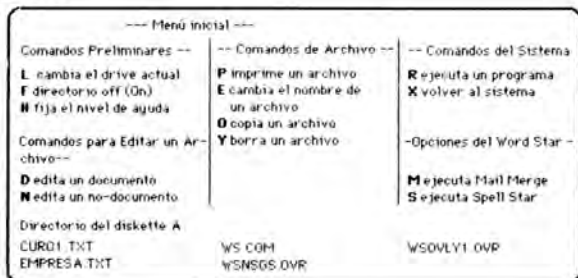 --- Menú inicial ---
Comandos Preliminares --
L cambia el drive actual
F directorio off (On)
H fija el nivel de ayuda
Comandos para Editar un Ar-
chivo--
D edita un documento
N edita un no-documento
-- Comandos de Archivo --
P imprime un archivo
E cambia el nombre de
un archivo
O copia un archivo
Y borra un archivo
-- Comandos del Sistema
R ejecuta un programa
X volver al sistema
-Opciones del Word Star -
M ejecuta Mail Merge
S ejecuta Spell Star
Directorio del diskette A
CURO1.TXT WS.COM WSOVLY1.OVR
EMPRESA.TXT WSNSGS.OVR